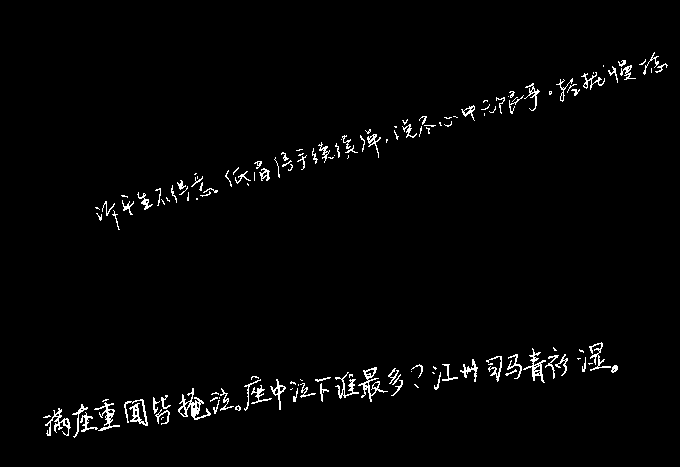 诉平生不得意。低眉信手续续弹，说尽心中无限事。轻拢慢捻
满座重闻皆掩泣。座中泣下谁最多？江州司马青衫湿。